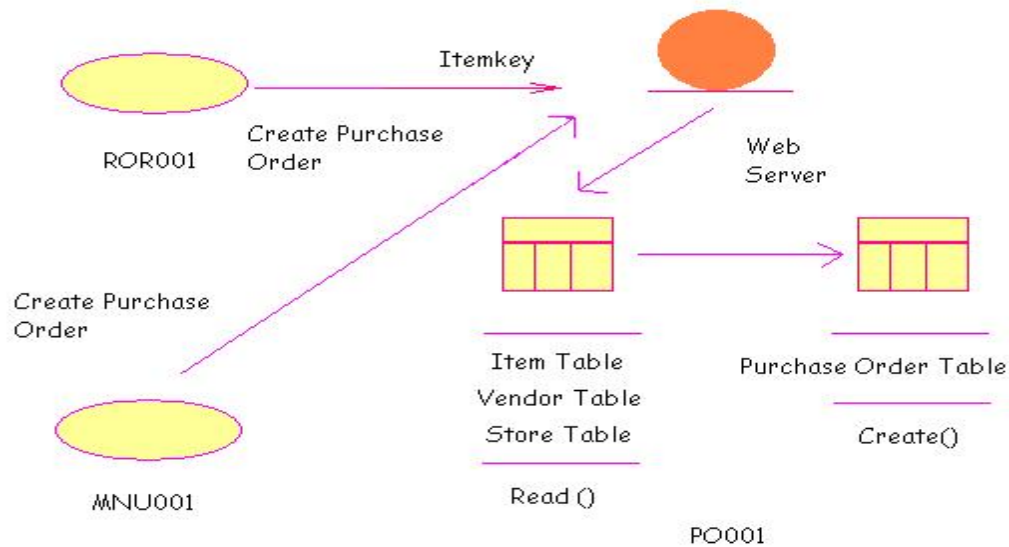 Itemkey
ROR001
Create Purchase
Order
Web
Server
Create Purchase
Order
Item Table
Vendor Table
Store Table
Read ()
Purchase Order Table
Create()
MNU001
PO001